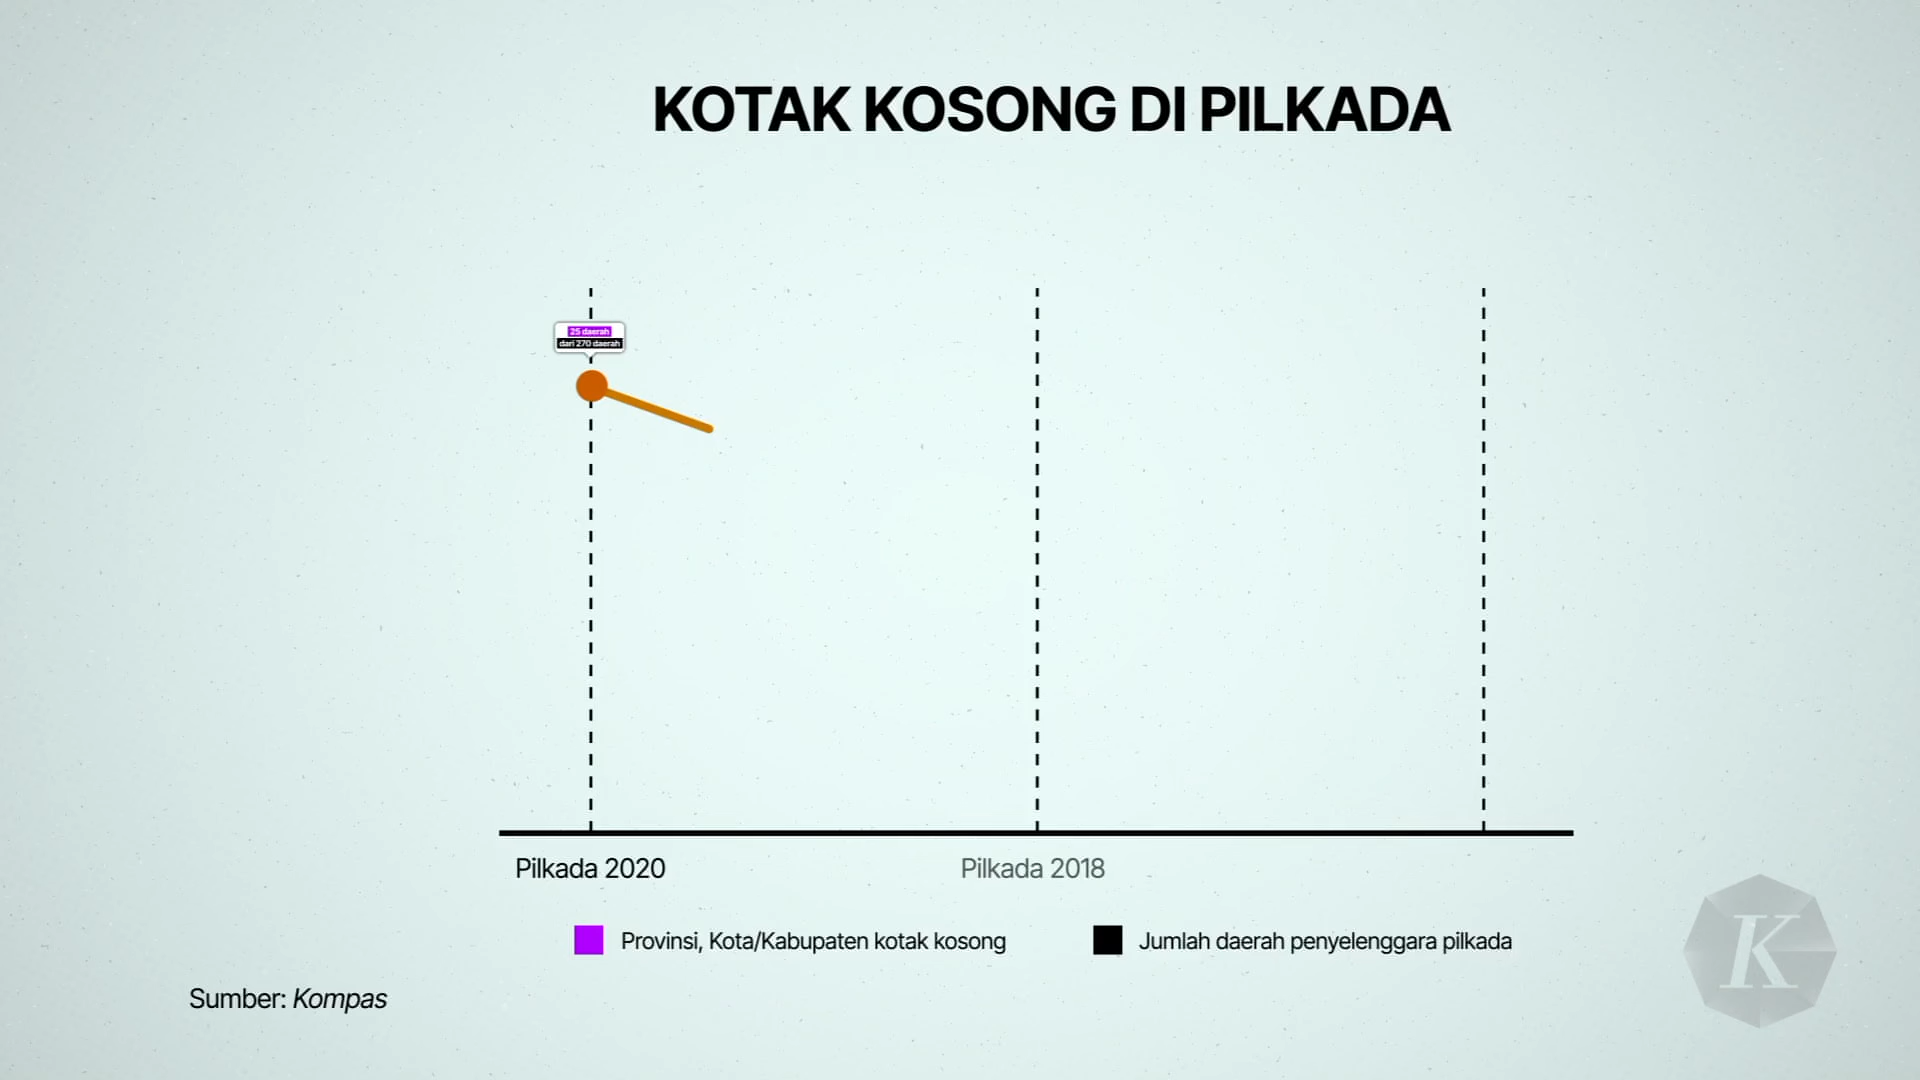 KOTAK KOSONG DI PILKADA
25 daerah
dari 270 daerah
Pilkada 2020
Pilkada 2018
Provinsi, Kota/Kabupaten kotak kosong
Jumlah daerah penyelenggara pilkada
Sumber: Kompas
K